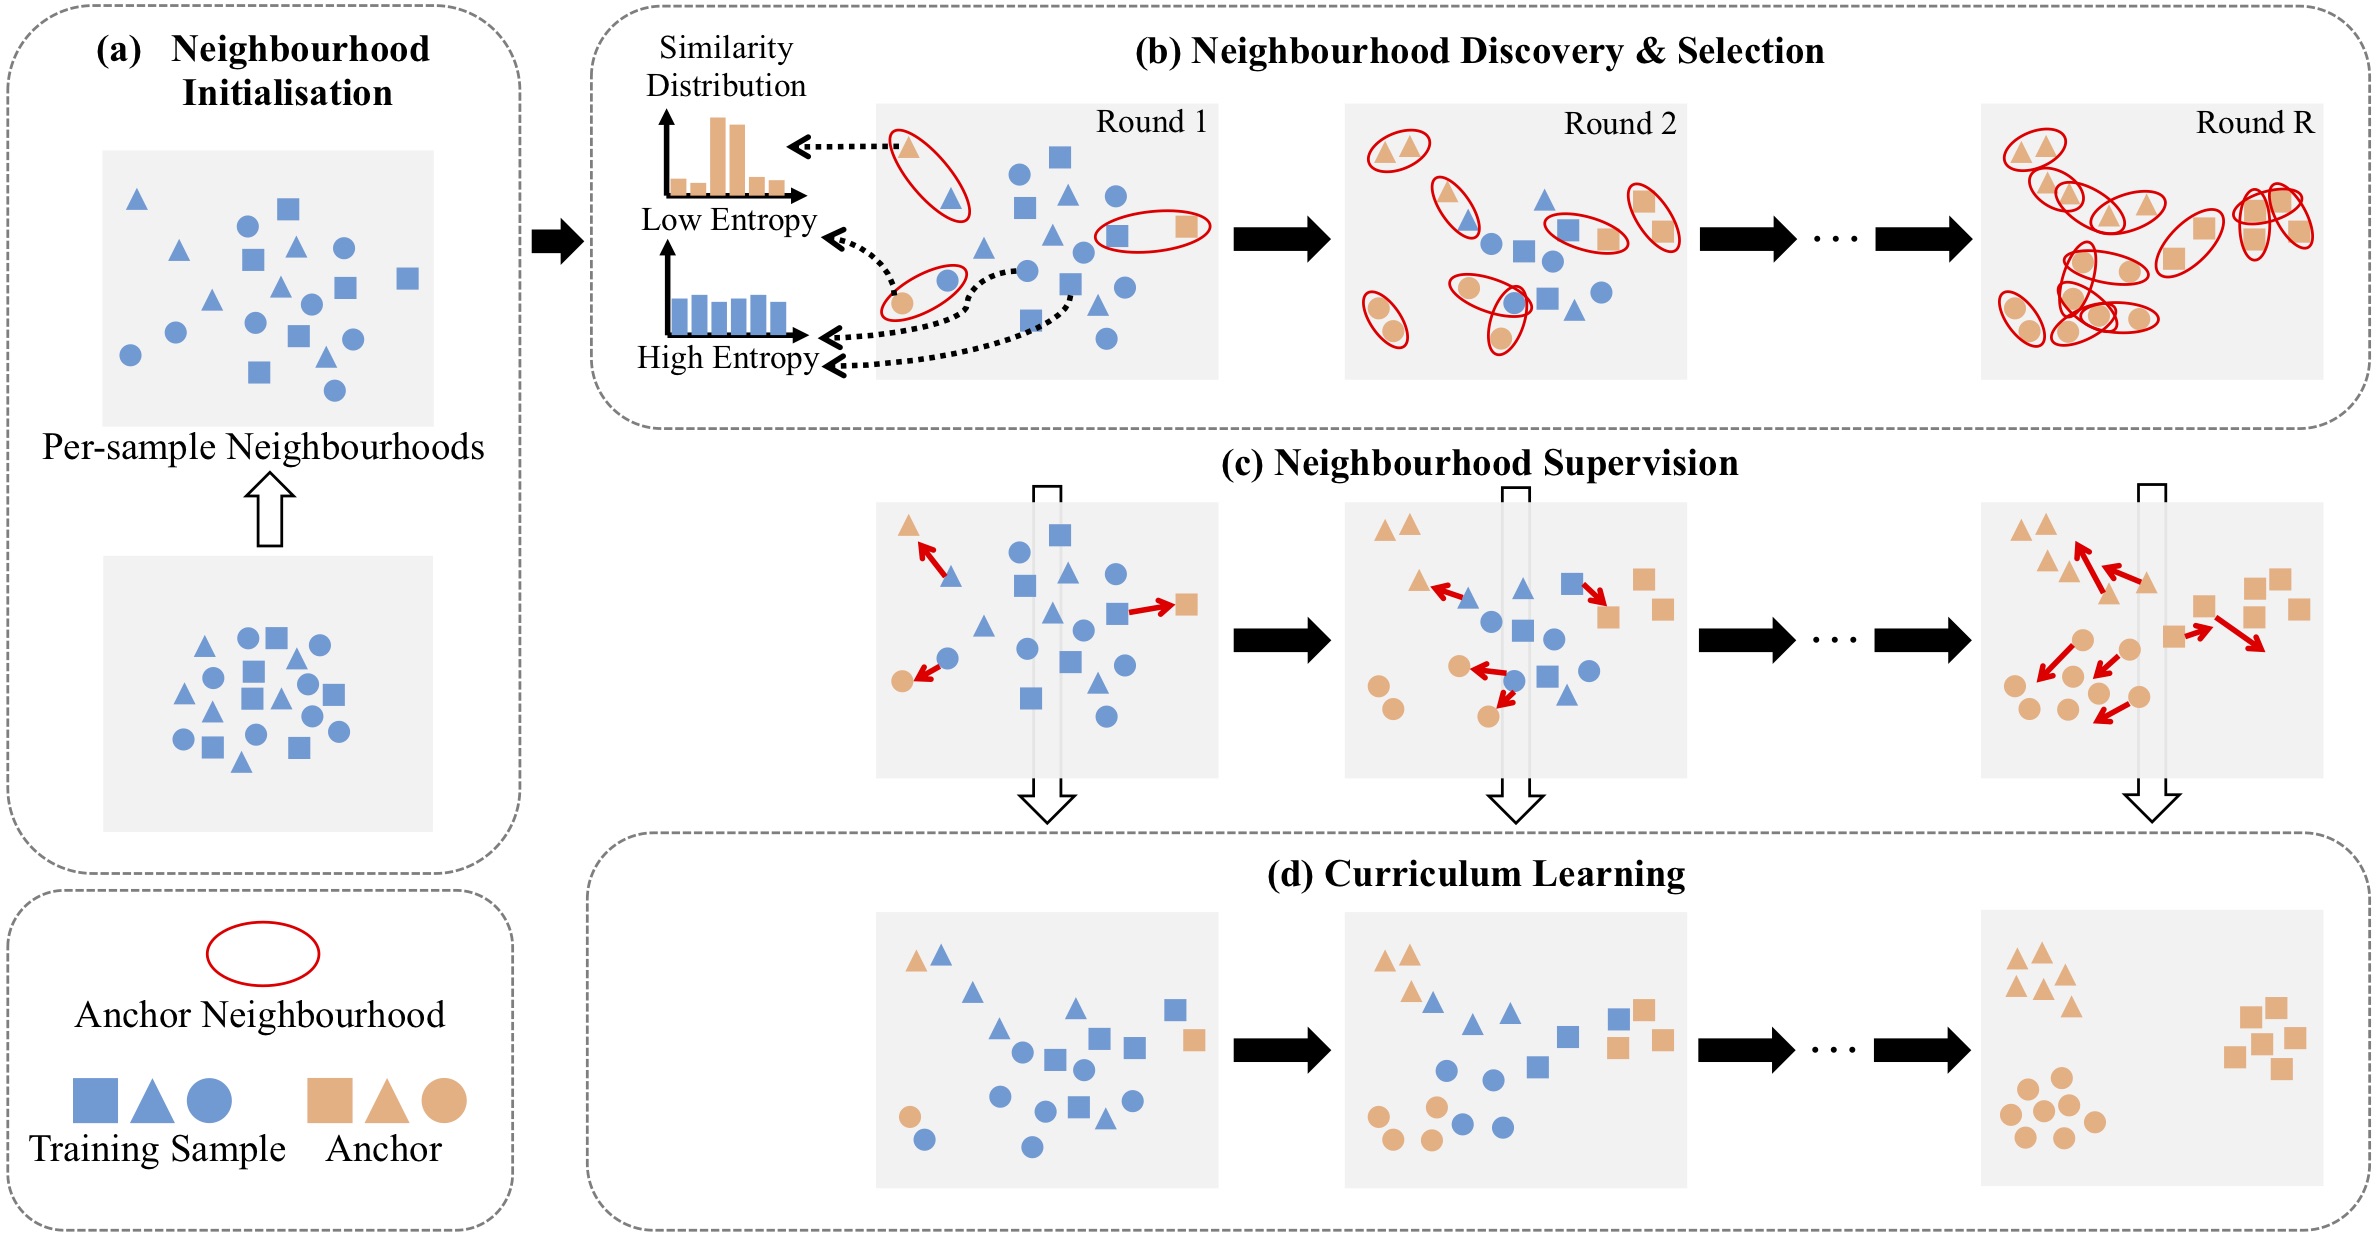 (a) Neighbourhood
Initialisation
Per-sample Neighbourhoods
Anchor Neighbourhood
Training Sample
Anchor
(b) Neighbourhood Discovery & Selection
Similarity
Distribution
Low Entropy
High Entropy
Round 1
Round 2
. . .
Round R
(c) Neighbourhood Supervision
. . .
(d) Curriculum Learning
. . .